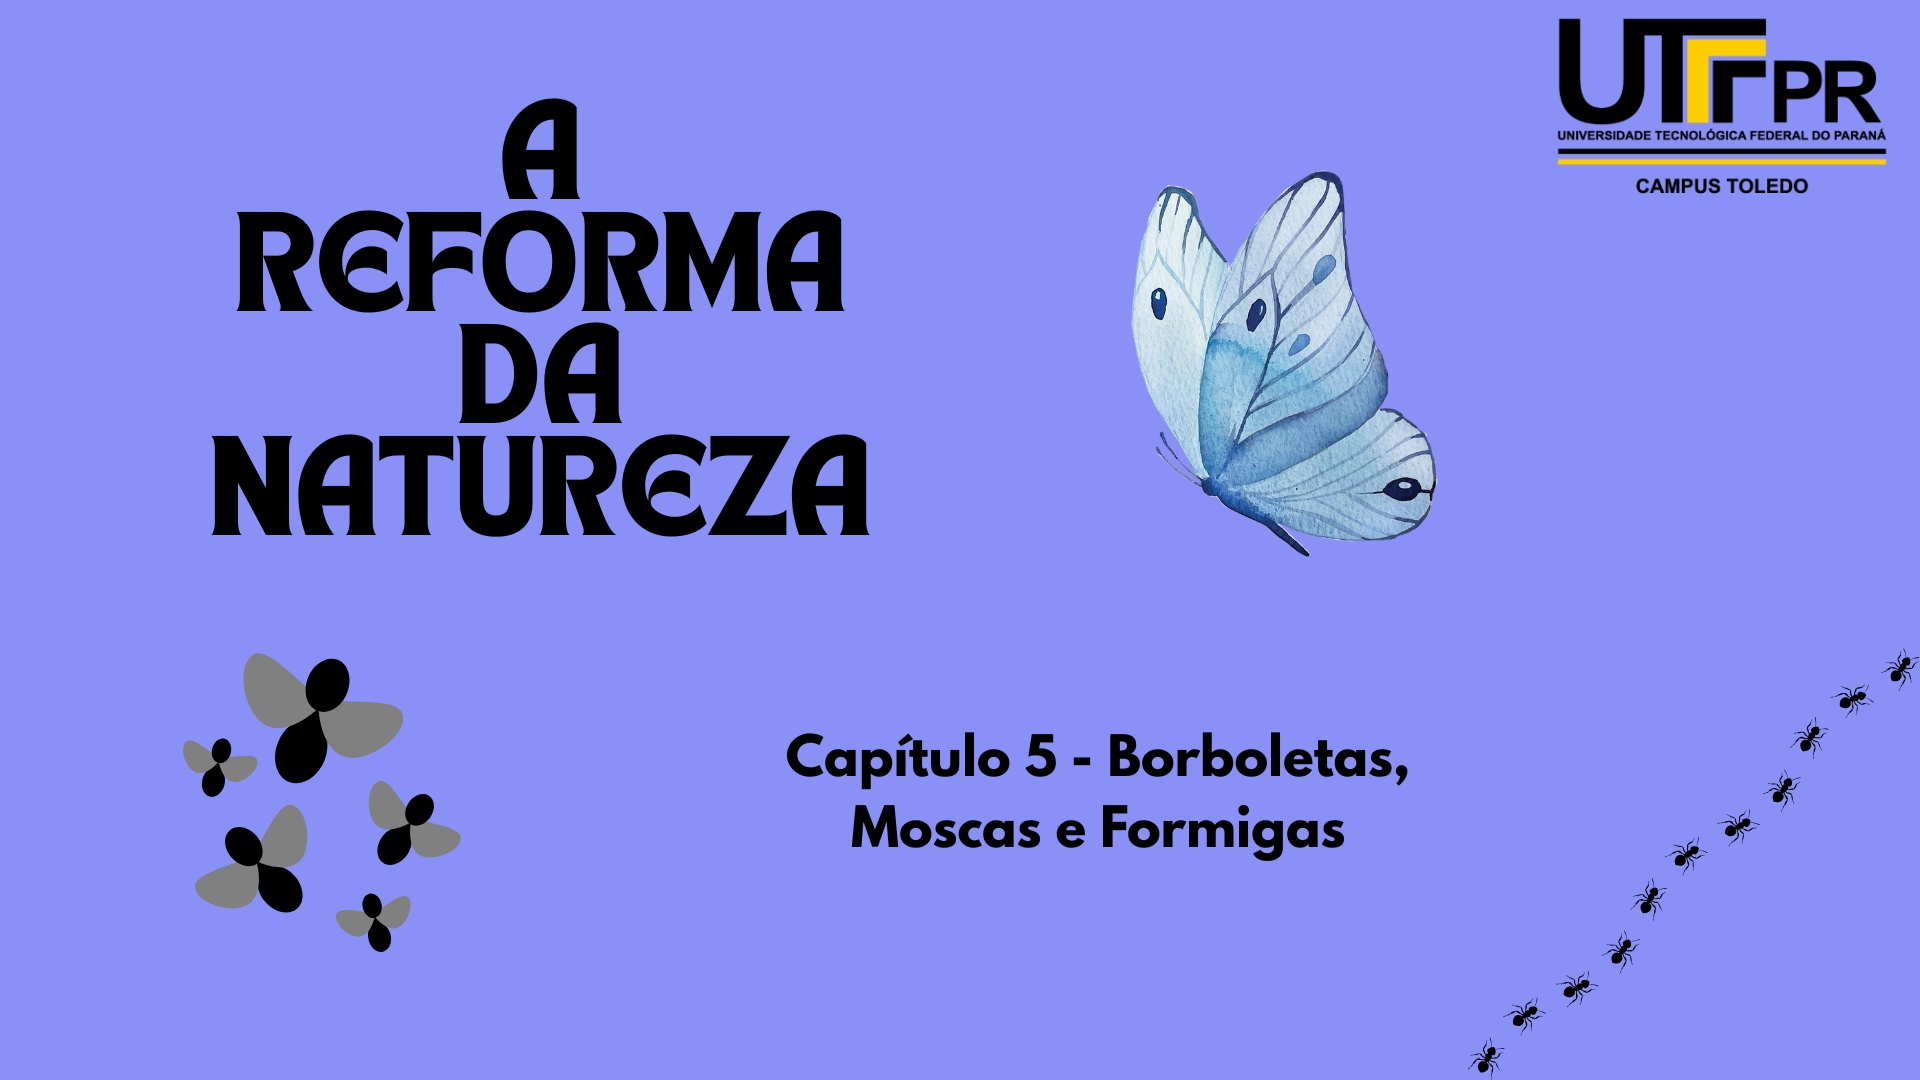 A
REFORMA
DA
NATUREZA
UTFPR
UNIVERSIDADE TECNOLÓGICA FEDERAL DO PARANÁ
CAMPUS TOLEDO
Capítulo 5 - Borboletas,
Moscas e Formigas